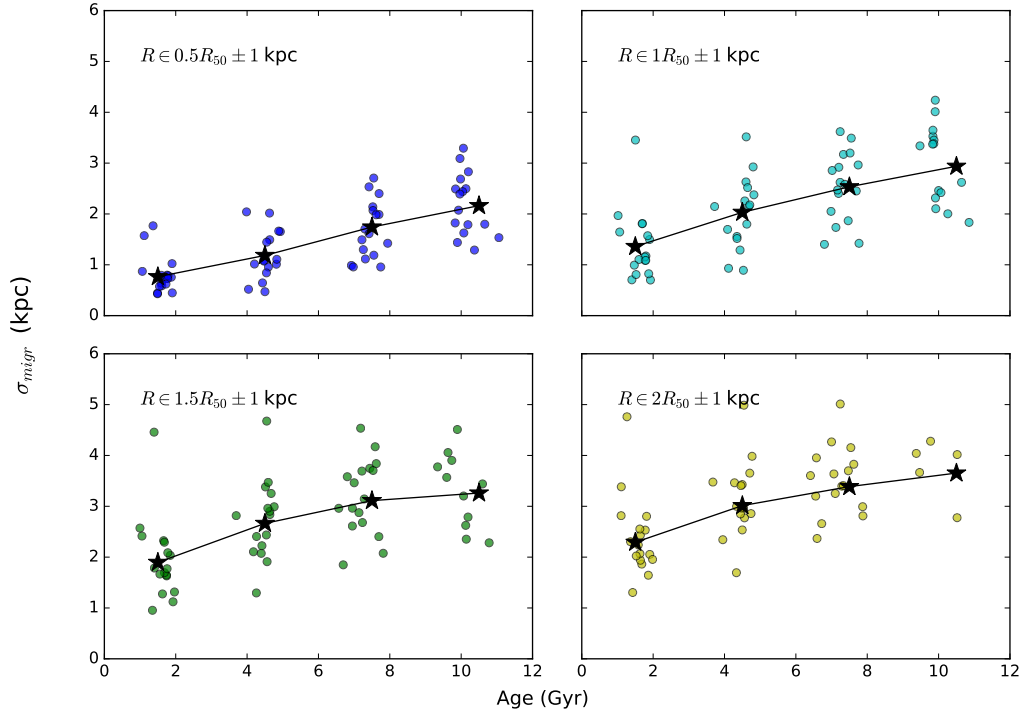 6
5
4
3
2
1
0
R ∈ 0.5R₅₀ ± 1 kpc
R ∈ 1R₅₀ ± 1 kpc
σ_migr (kpc)
6
5
4
3
2
1
0
R ∈ 1.5R₅₀ ± 1 kpc
R ∈ 2R₅₀ ± 1 kpc
0 2 4 6 8 10 12
0 2 4 6 8 10 12
Age (Gyr)